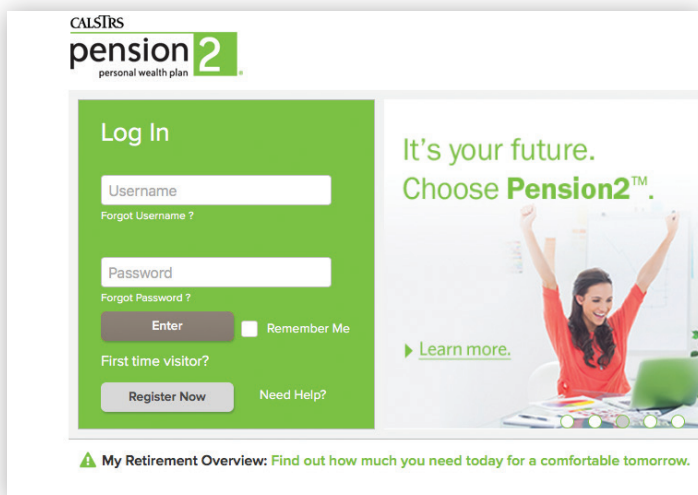 CALSTRS
pension2
personal wealth plan
Log In
Username
Forgot Username ?
Password
Forgot Password ?
Enter
Remember Me
First time visitor?
Register Now
Need Help?
It's your future.
Choose Pension2™.
Learn more.
My Retirement Overview: Find out how much you need today for a comfortable tomorrow.